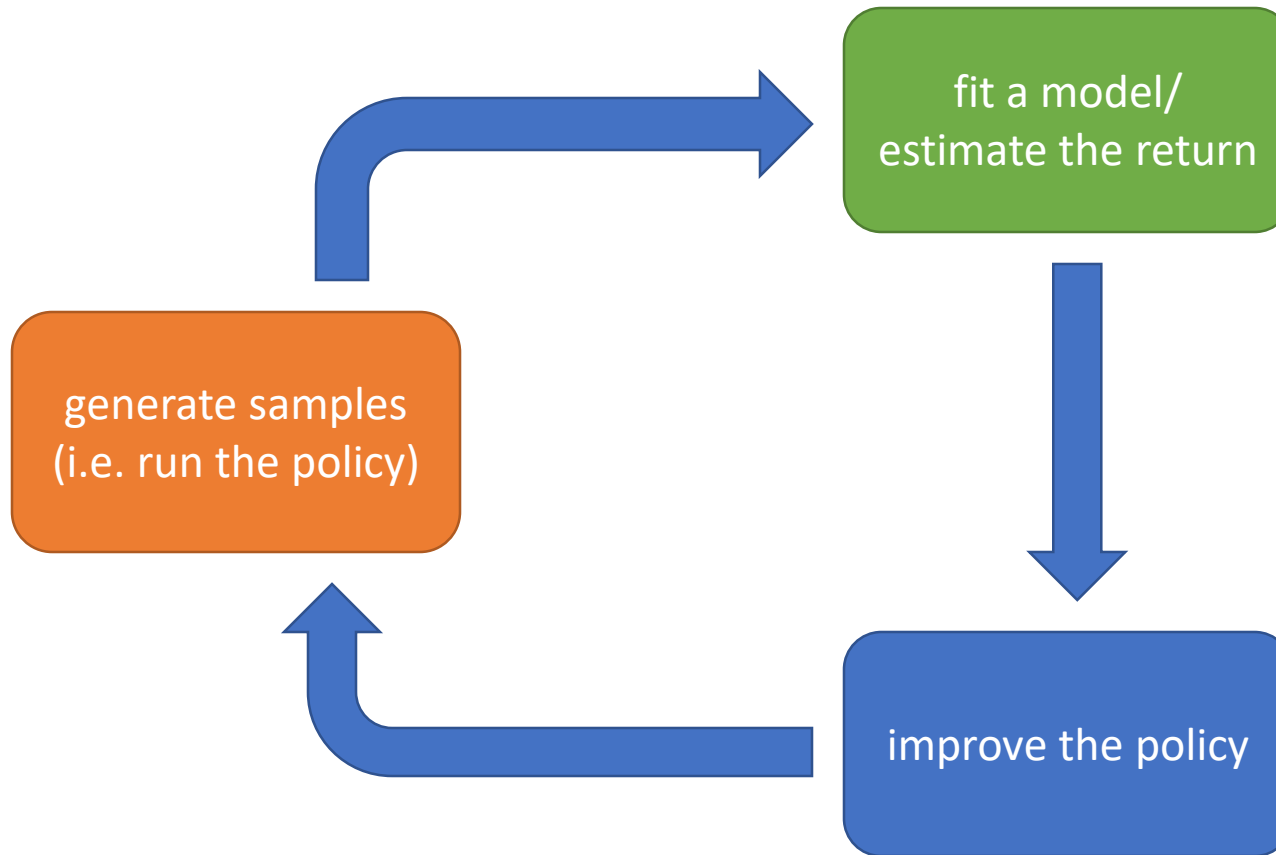 fit a model/
estimate the return
generate samples
(i.e. run the policy)
improve the policy